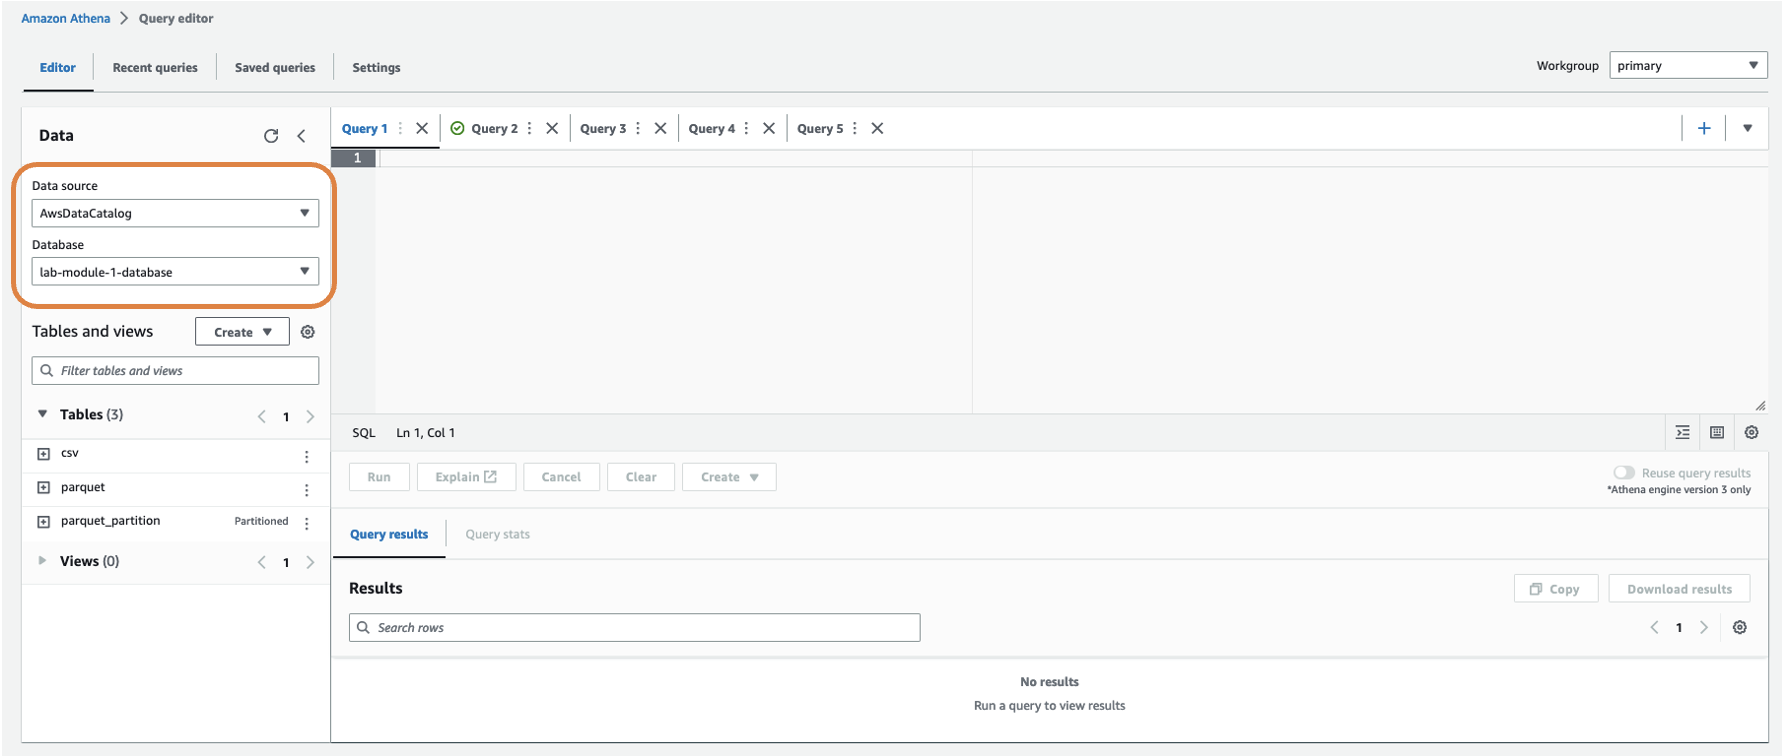 Amazon Athena > Query editor
Editor Recent queries Saved queries Settings
Workgroup primary
Data
Query 1 Query 2 Query 3 Query 4 Query 5
1
Data source
AwsDataCatalog
Database
lab-module-1-database
Tables and views Create
Filter tables and views
Tables (3) 1
csv
parquet
parquet_partition Partitioned
Views (0) 1
SQL Ln 1, Col 1
Run Explain Cancel Clear Create
Reuse query results
*Athena engine version 3 only
Query results Query stats
Results
Copy Download results
Search rows
1
No results
Run a query to view results